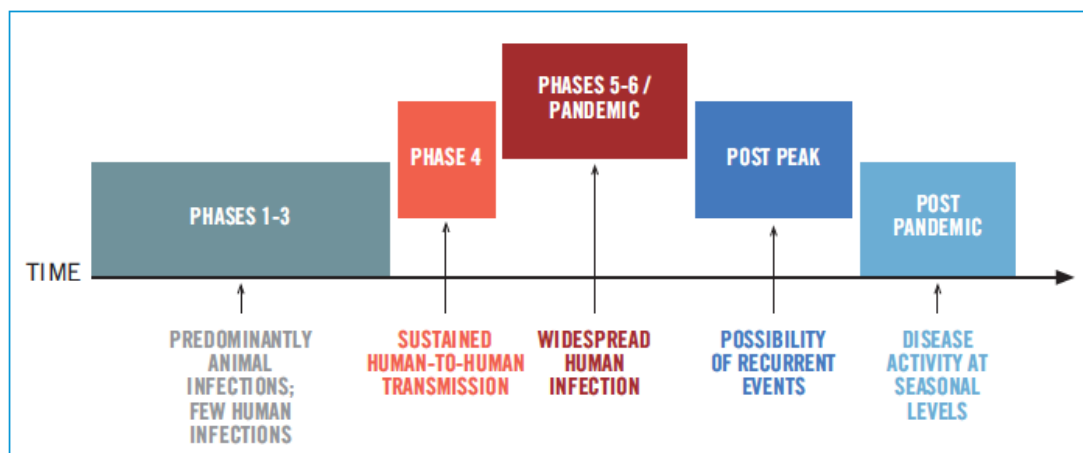 PHASES 5-6 /
PANDEMIC
PHASE 4
POST PEAK
PHASES 1-3
POST
PANDEMIC
TIME
PREDOMINANTLY
ANIMAL
INFECTIONS;
FEW HUMAN
INFECTIONS
SUSTAINED
HUMAN-TO-HUMAN
TRANSMISSION
WIDESPREAD
HUMAN
INFECTION
POSSIBILITY
OF RECURRENT
EVENTS
DISEASE
ACTIVITY AT
SEASONAL
LEVELS